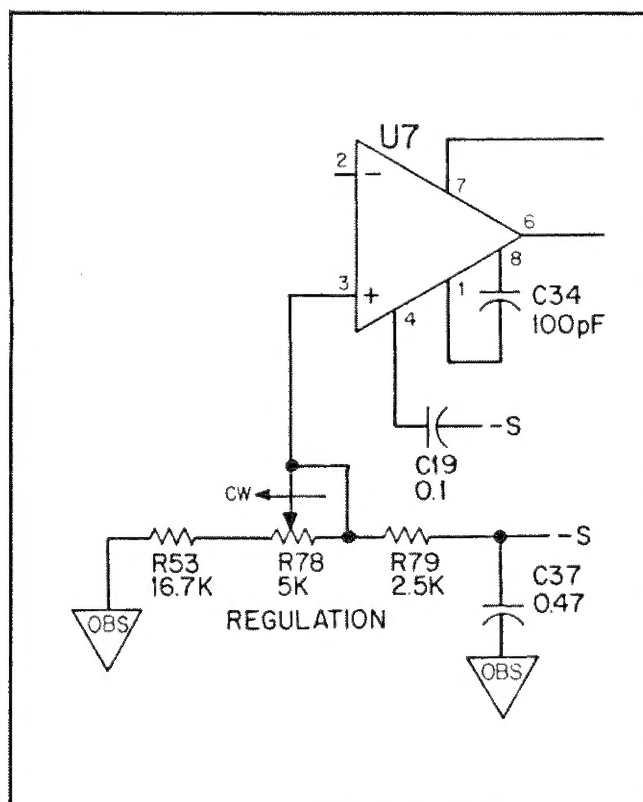 U7
2
−
7
6
8
3
+
1
4
C34
100pF
-S
C19
0.1
CW
R53
16.7K
R78
5K
R79
2.5K
-S
C37
0.47
REGULATION
OBS
OBS